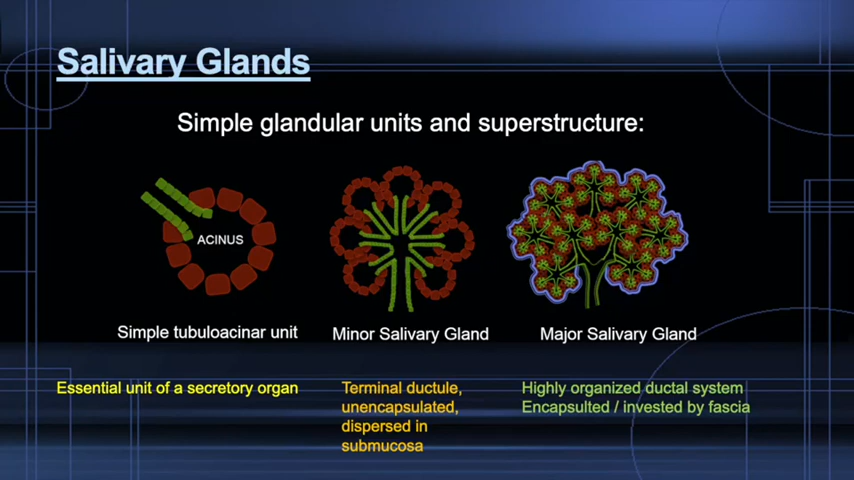 Salivary Glands
Simple glandular units and superstructure:
ACINUS
Simple tubuloacinar unit
Minor Salivary Gland
Major Salivary Gland
Essential unit of a secretory organ
Terminal ductule,
unencapsulated,
dispersed in
submucosa
Highly organized ductal system
Encapsulted / invested by fascia